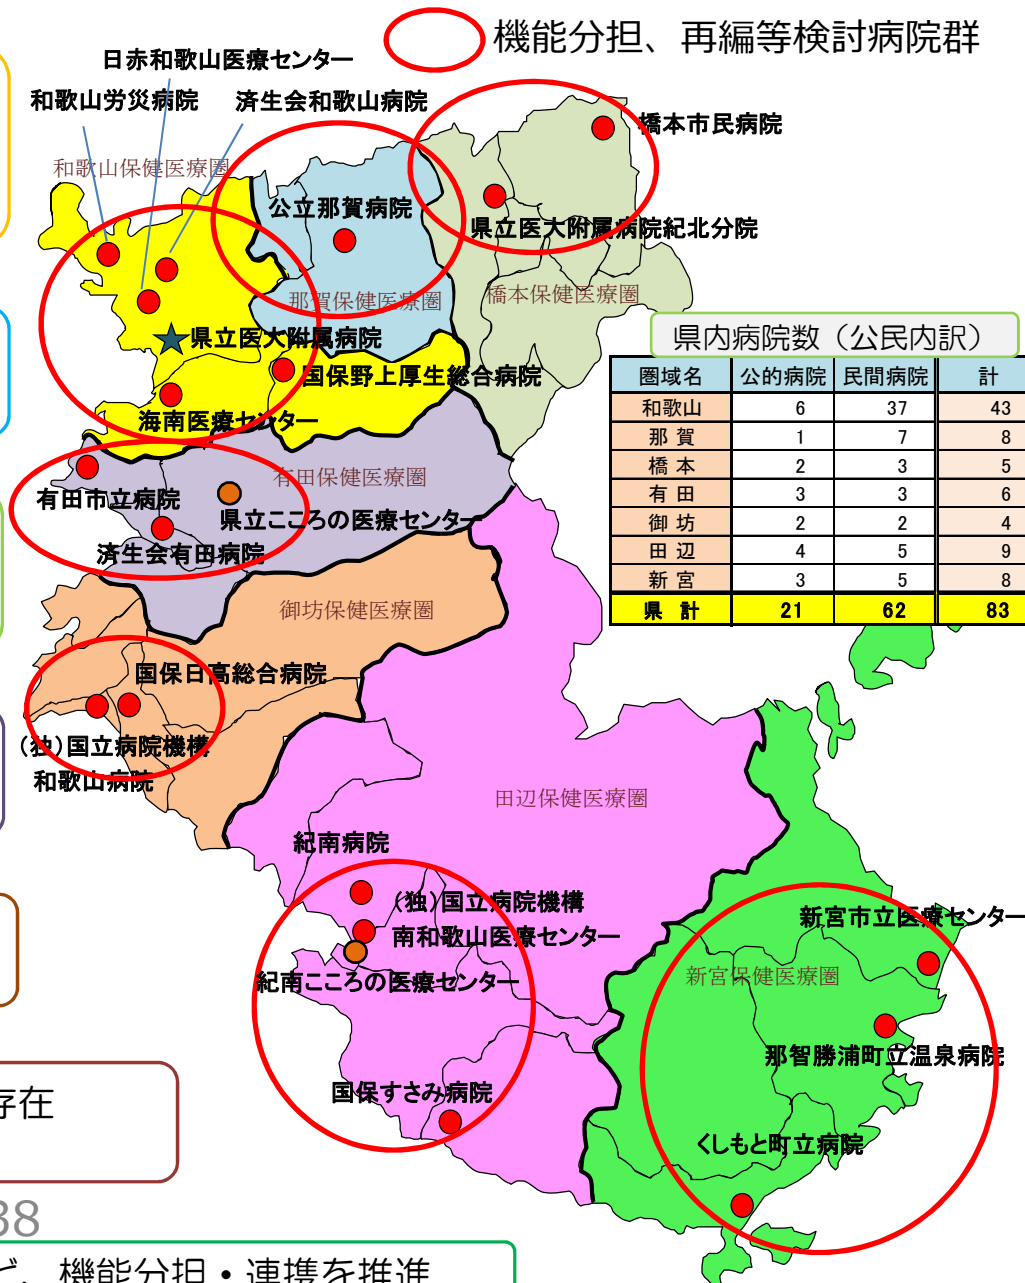 機能分担、再編等検討病院群
日赤和歌山医療センター
和歌山労災病院
済生会和歌山病院
橋本市民病院
和歌山保健医療圏
公立那賀病院
県立医大附属病院紀北分院
那賀保健医療圏
橋本保健医療圏
県立医大附属病院
国保野上厚生総合病院
海南医療センター
県内病院数（公民内訳）
圏域名 公的病院 民間病院 計
和歌山 6 37 43
那 賀 1 7 8
橋 本 2 3 5
有 田 3 3 6
御 坊 2 2 4
田 辺 4 5 9
新 宮 3 5 8
県 計 21 62 83
有田保健医療圏
有田市立病院
県立こころの医療センター
済生会有田病院
御坊保健医療圏
国保日高総合病院
（独）国立病院機構
和歌山病院
田辺保健医療圏
紀南病院
（独）国立病院機構
南和歌山医療センター
紀南こころの医療センター
国保すさみ病院
新宮市立医療センター
新宮保健医療圏
那智勝浦町立温泉病院
くしもと町立病院
存在
38
ど、機能分担・連携を推進